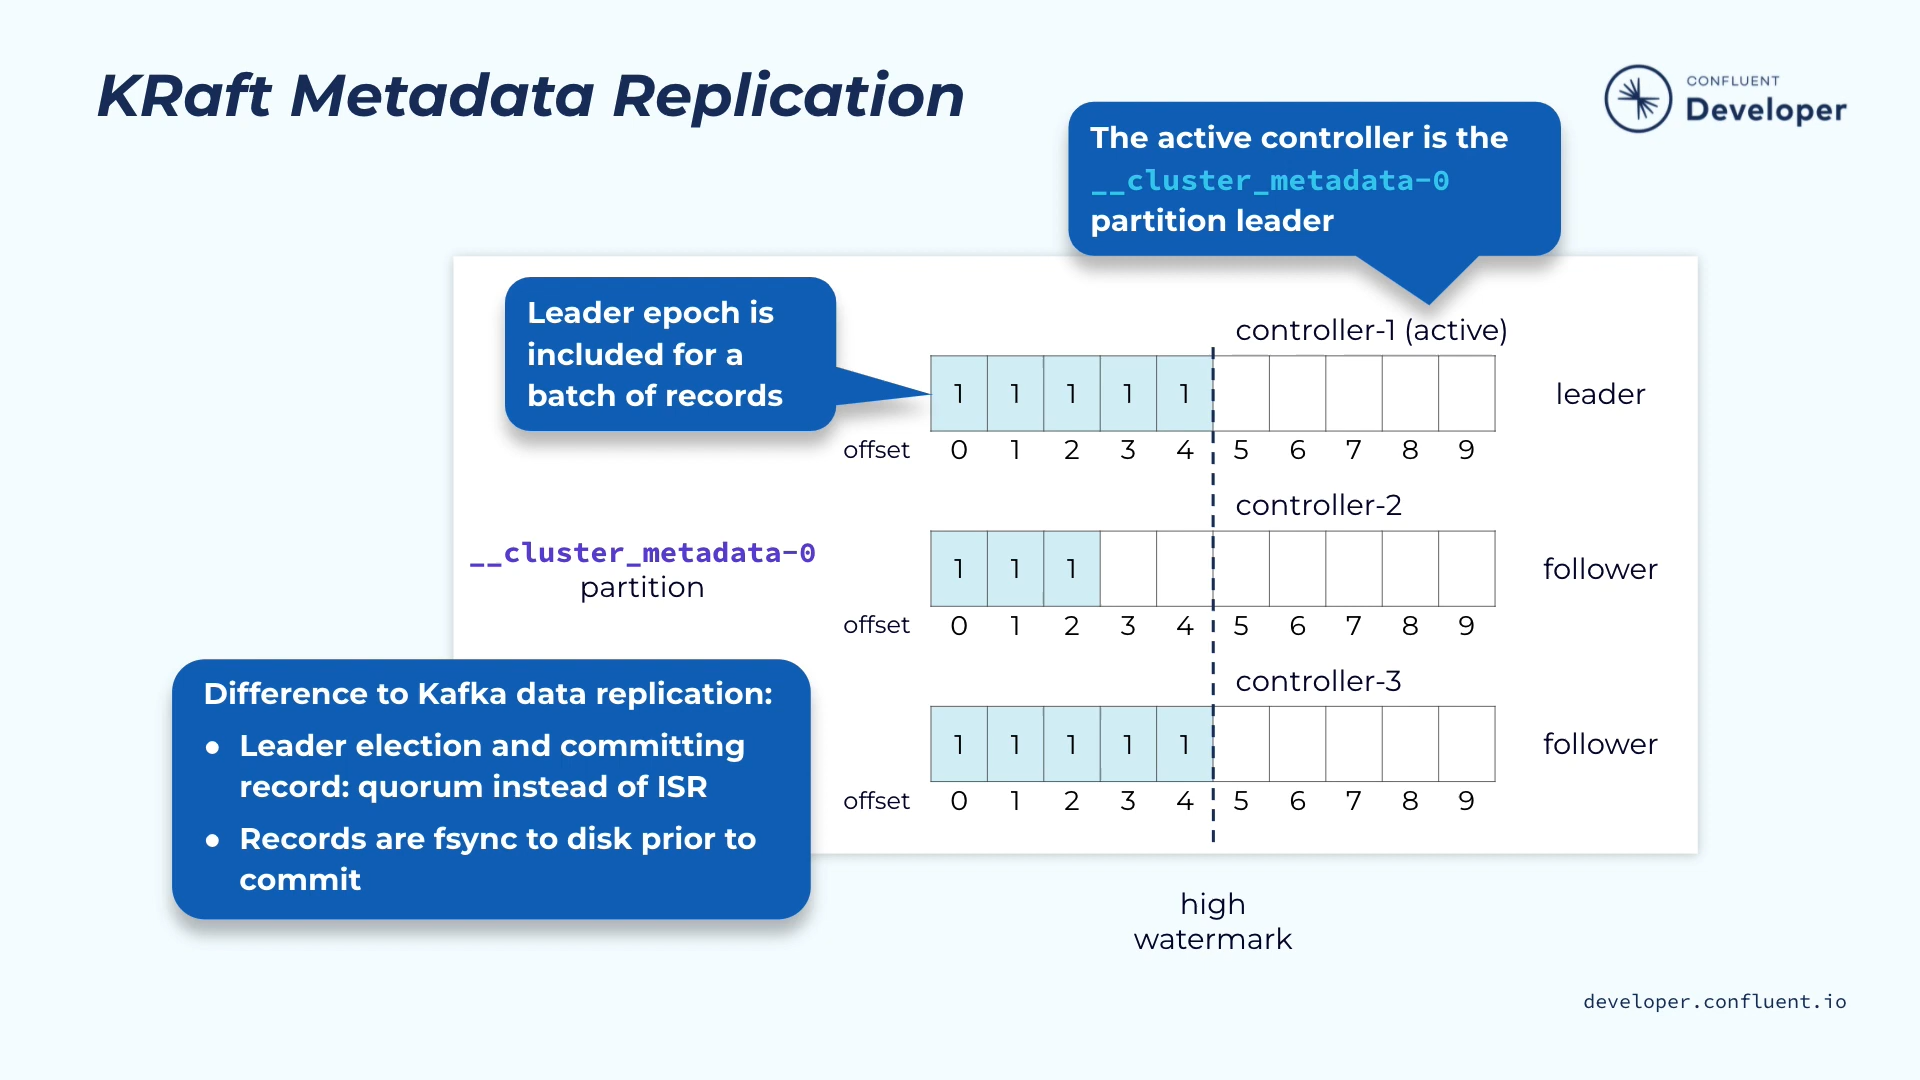 KRaft Metadata Replication
CONFLUENT
Developer
The active controller is the
__cluster_metadata-0
partition leader
Leader epoch is
included for a
batch of records
controller-1 (active)
1 1 1 1 1
leader
offset 0 1 2 3 4 5 6 7 8 9
controller-2
__cluster_metadata-0
partition
1 1 1
follower
offset 0 1 2 3 4 5 6 7 8 9
controller-3
1 1 1 1 1
follower
offset 0 1 2 3 4 5 6 7 8 9
Difference to Kafka data replication:
● Leader election and committing
record: quorum instead of ISR
● Records are fsync to disk prior to
commit
high
watermark
developer.confluent.io